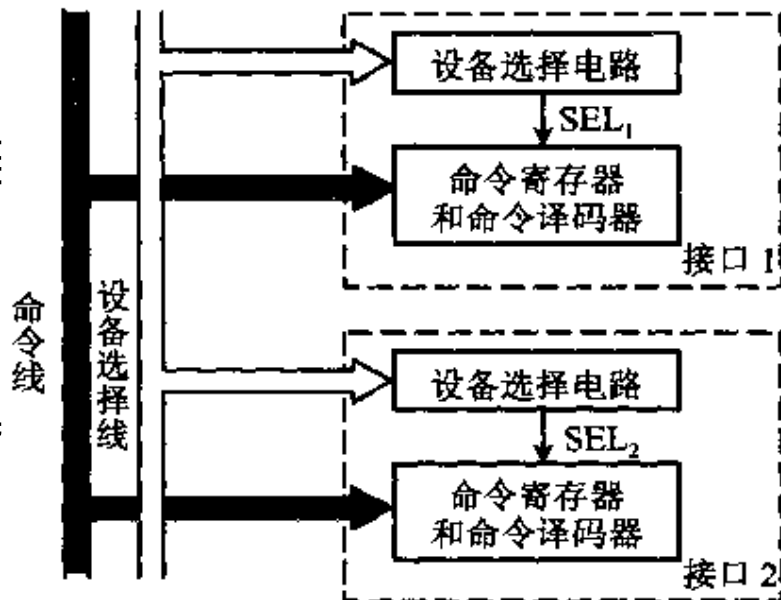 设备选择电路
SEL₁
命令寄存器
和命令译码器
接口 1
命令线
设备选择线
设备选择电路
SEL₂
命令寄存器
和命令译码器
接口 2